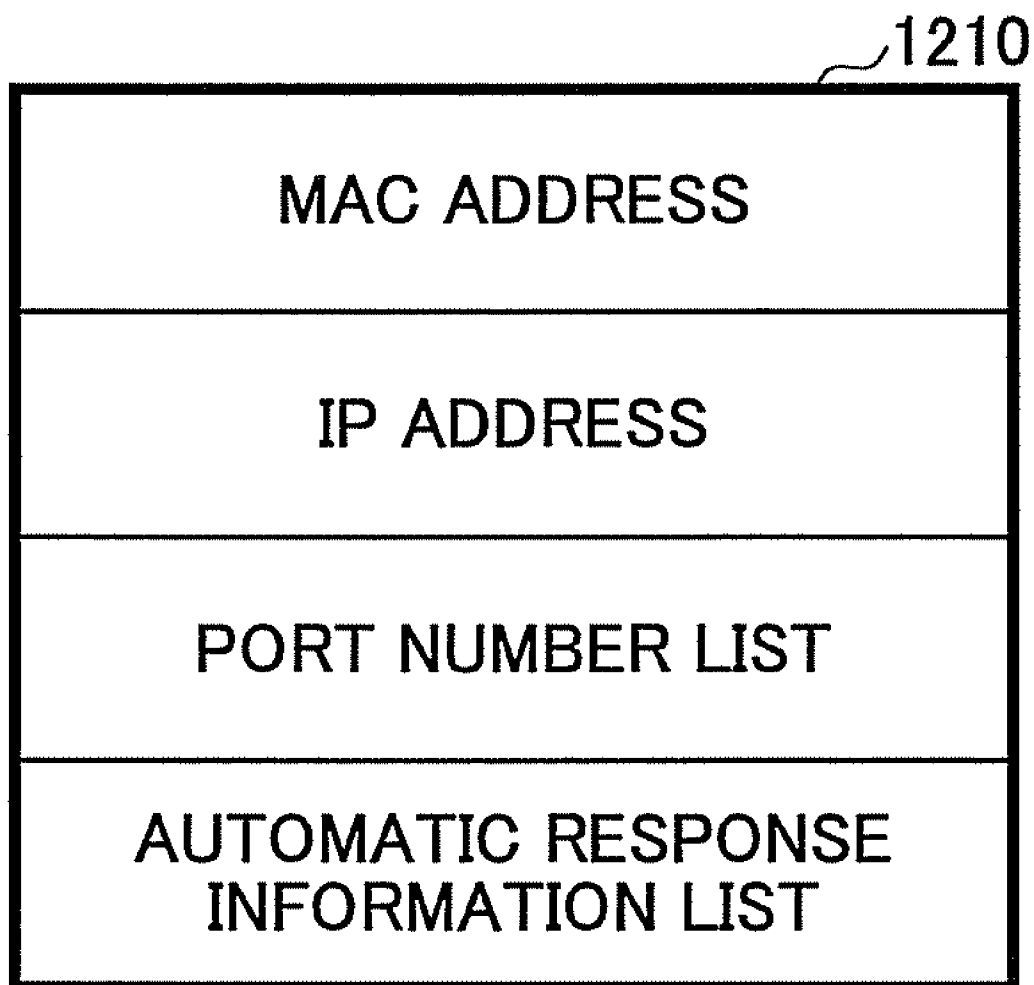 1210
MAC ADDRESS
IP ADDRESS
PORT NUMBER LIST
AUTOMATIC RESPONSE
INFORMATION LIST